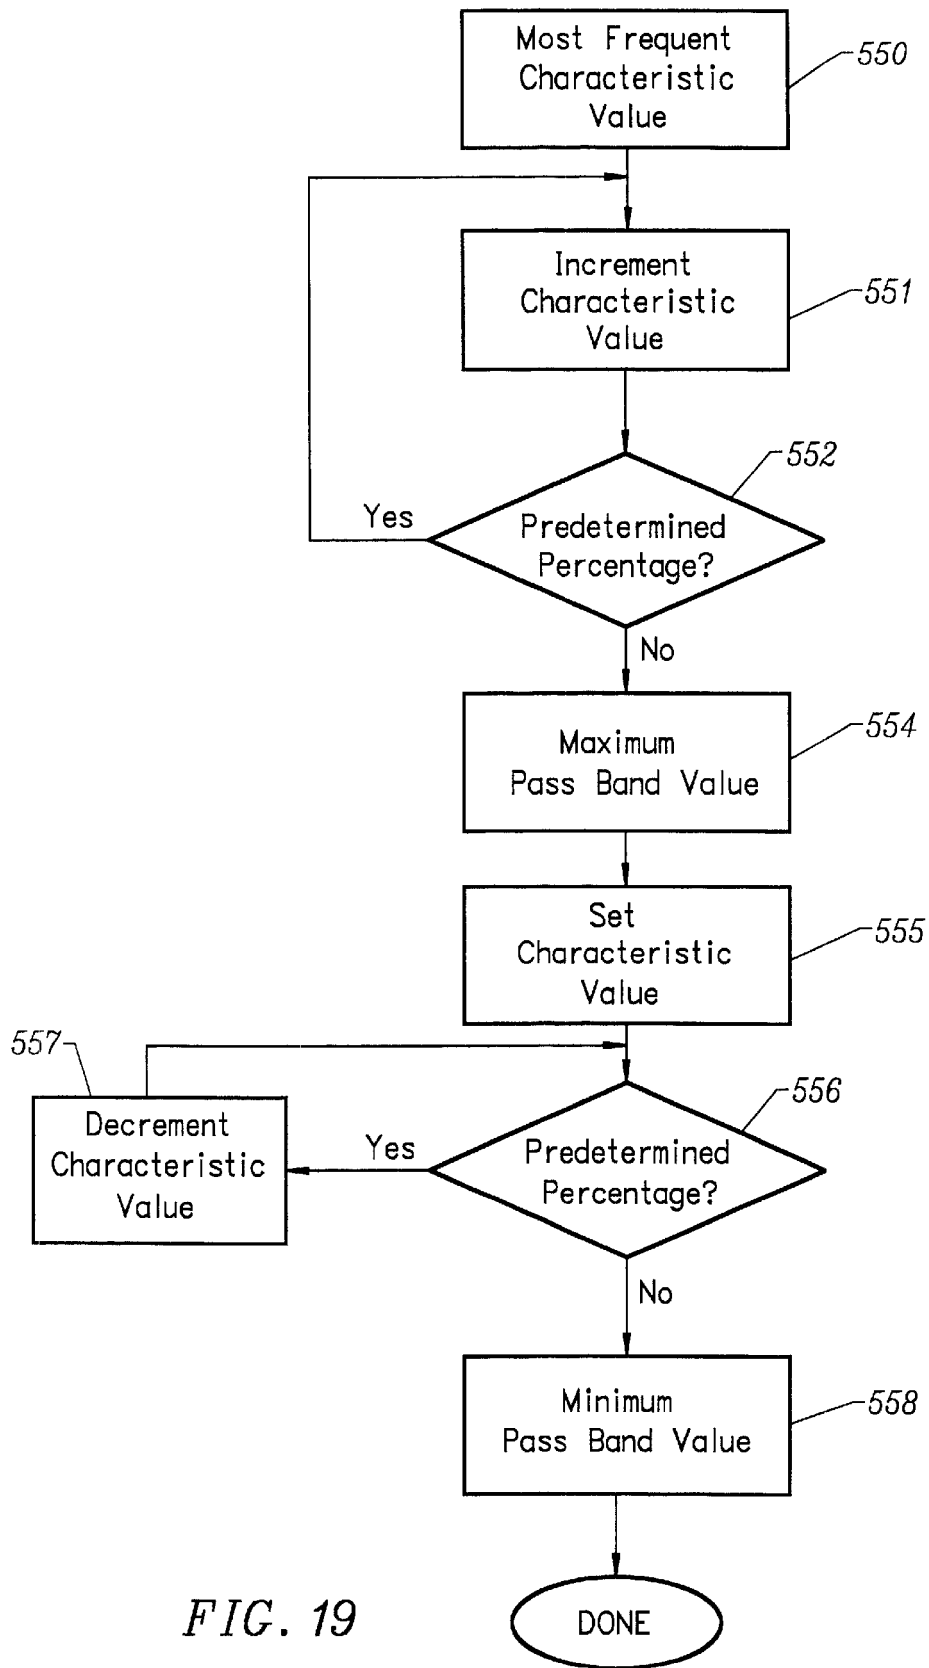 Most Frequent
Characteristic
Value
550
Increment
Characteristic
Value
551
552
Yes
Predetermined
Percentage?
No
Maximum
Pass Band Value
554
Set
Characteristic
Value
555
557
Decrement
Characteristic
Value
Yes
556
Predetermined
Percentage?
No
Minimum
Pass Band Value
558
FIG. 19
DONE